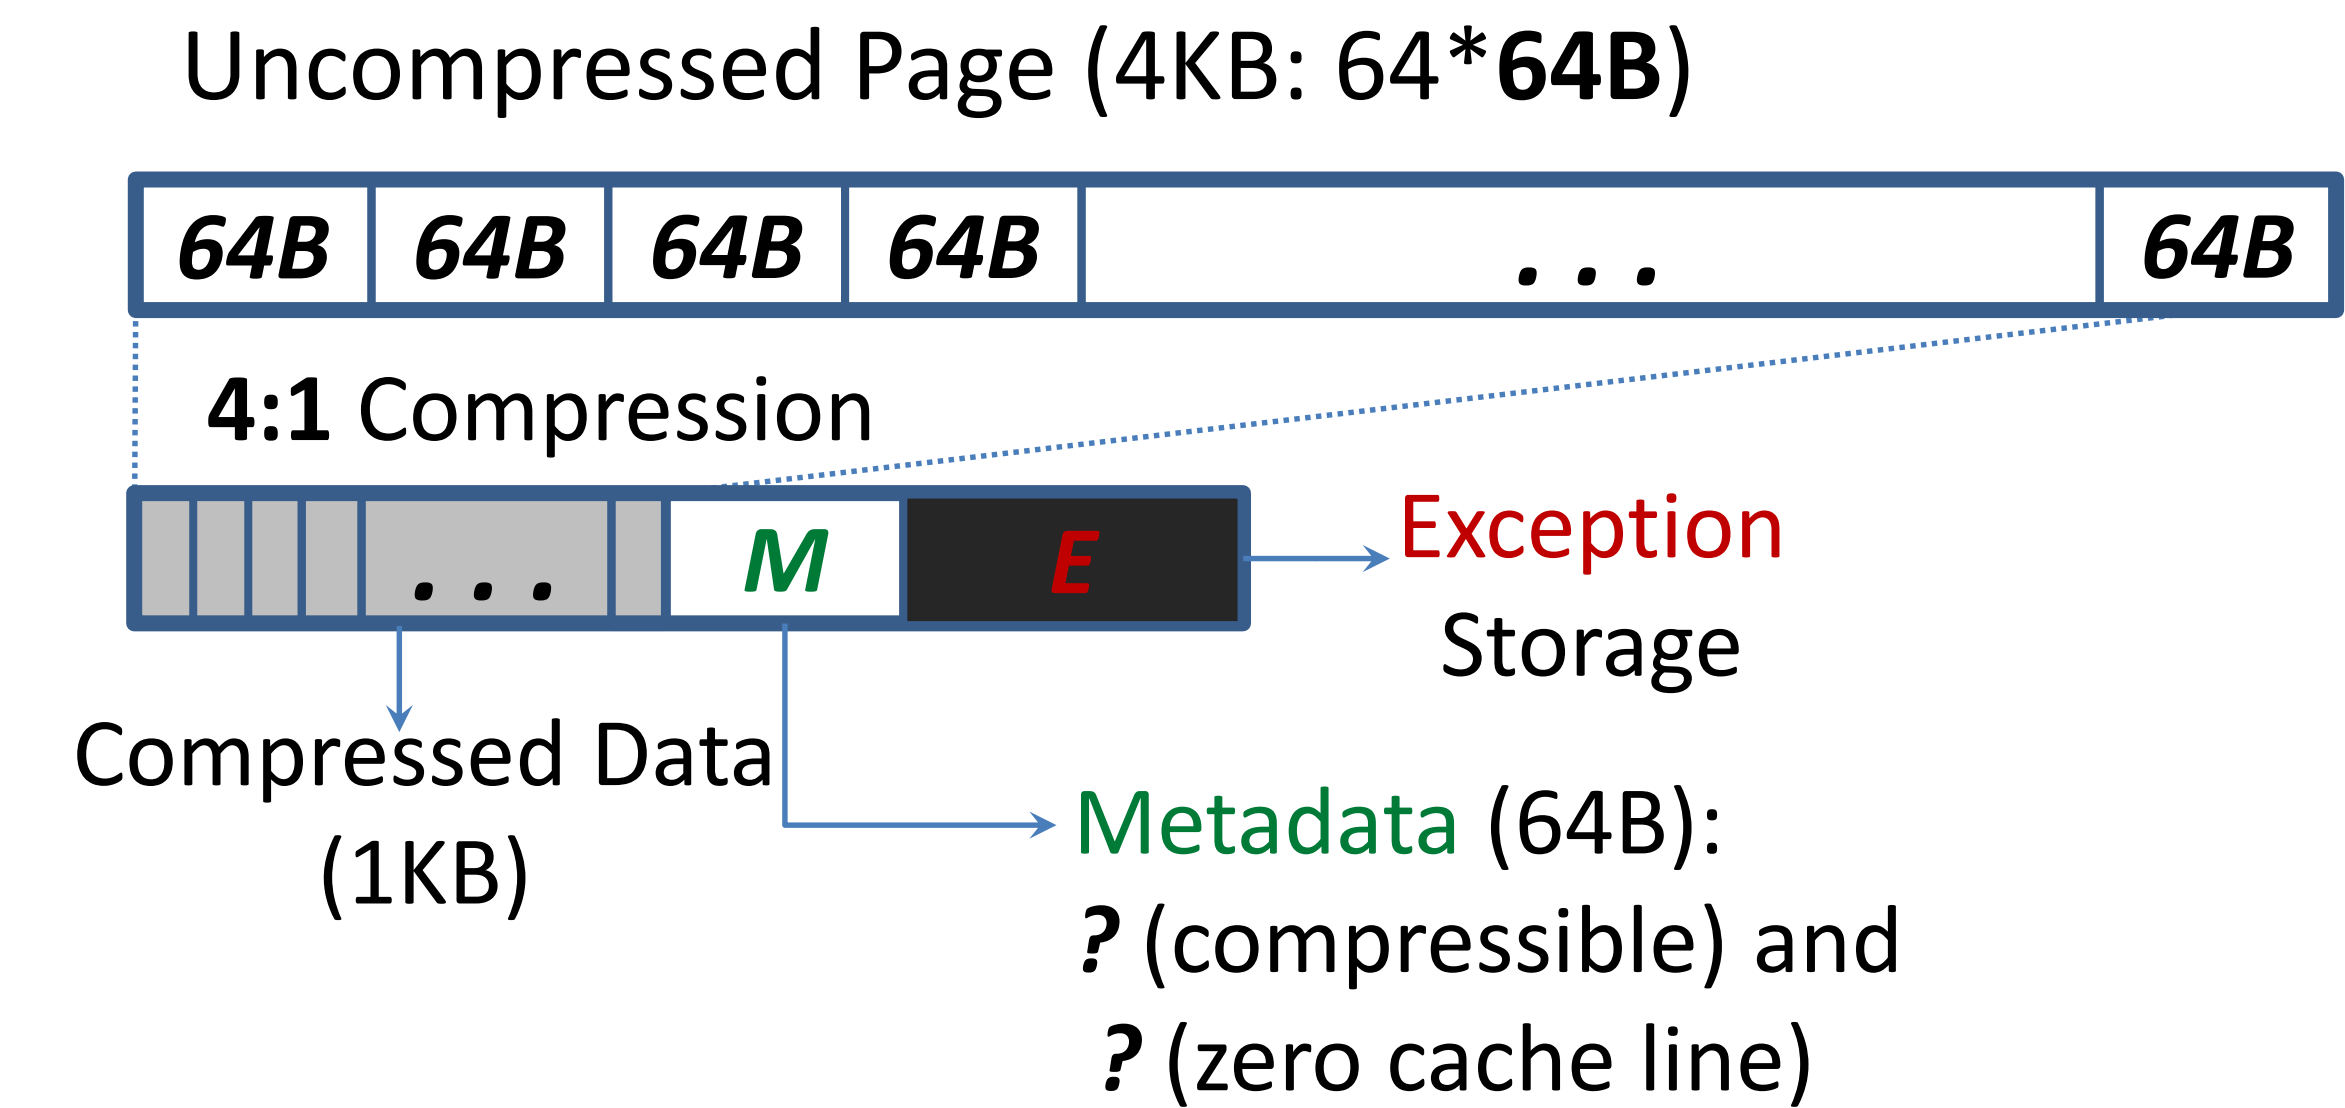 Uncompressed Page (4KB: 64*64B)
64B 64B 64B 64B . . . 64B
4:1 Compression
. . . M E
Exception
Storage
Compressed Data
(1KB)
Metadata (64B):
? (compressible) and
? (zero cache line)